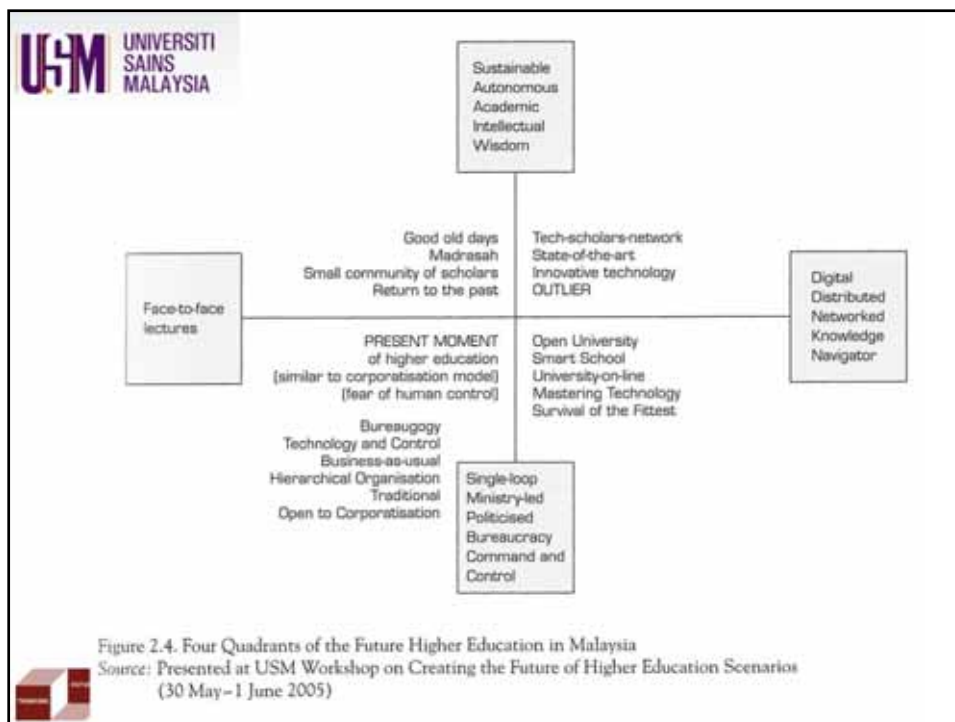 USM
UNIVERSITI
SAINS
MALAYSIA
Sustainable
Autonomous
Academic
Intellectual
Wisdom
Good old days
Madrasah
Small community of scholars
Return to the past
Tech-scholars-network
State-of-the-art
Innovative technology
OUTLIER
Face-to-face
lectures
Digital
Distributed
Networked
Knowledge
Navigator
PRESENT MOMENT
of higher education
(similar to corporatisation model)
(fear of human control)
Bureaugogy
Technology and Control
Business-as-usual
Hierarchical Organisation
Traditional
Open to Corporatisation
Open University
Smart School
University-on-line
Mastering Technology
Survival of the Fittest
Single-loop
Ministry-led
Politicised
Bureaucracy
Command and
Control
Figure 2.4. Four Quadrants of the Future Higher Education in Malaysia
Source: Presented at USM Workshop on Creating the Future of Higher Education Scenarios
(30 May–1 June 2005)